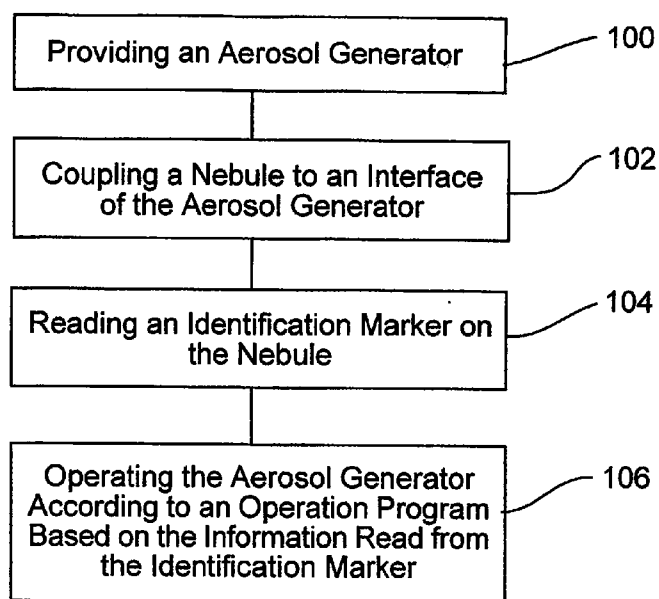 Providing an Aerosol Generator
100
Coupling a Nebule to an Interface
of the Aerosol Generator
102
Reading an Identification Marker on
the Nebule
104
Operating the Aerosol Generator
According to an Operation Program
Based on the Information Read from
the Identification Marker
106